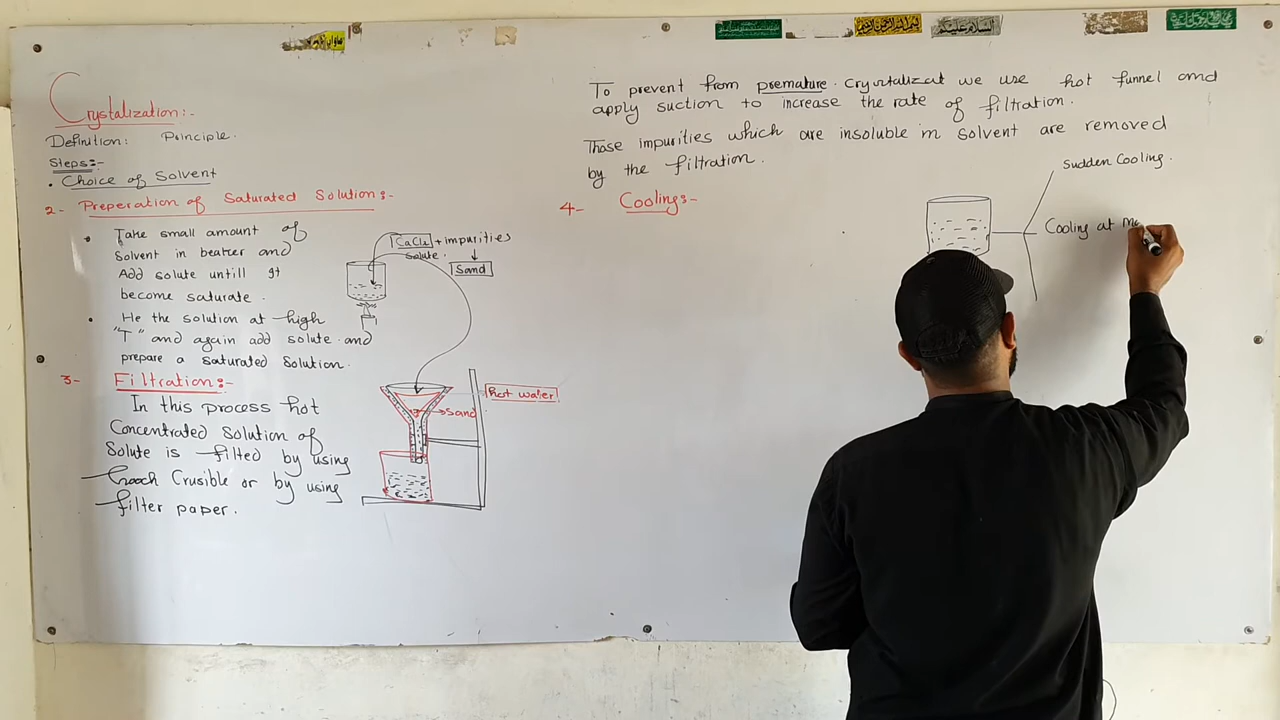 السلام علیکم
Crystalization:-
Definition: Principle.
Steps:-
• Choice of Solvent
2- Preperation of Saturated Solution:-
• Take small amount of
Solvent in beaker and
Add solute untill it
become saturate.
• He the solution at high
"T" and again add solute and
prepare a saturated Solution.
CaCl2 + impurities
Solute.
Sand
3- Filtration:-
In this process hot
Concentrated Solution of
Solute is filted by using
Crusible or by using
filter paper.
hot water
sand
To prevent from premature. Crystalizat we use hot funnel and
apply suction to increase the rate of filtration.
Those impurities which are insoluble in solvent are removed
by the filtration.
4- Cooling:-
Sudden Cooling.
Cooling at